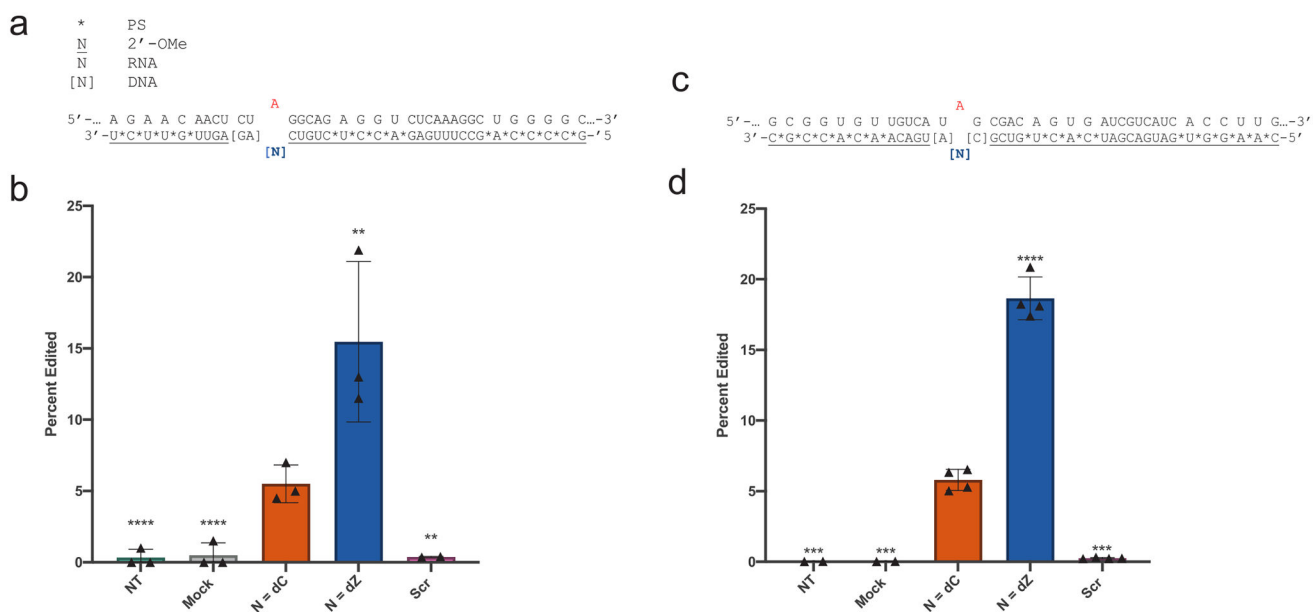 a
* PS
N 2′-OMe
N RNA
[N] DNA
A
5′-… A G A A C AACU CU GGCAG A G G U CUCAAAGGC U G G G G C…-3′
3′-U*C*U*U*G*UUGA[GA] CUGUC*U*C*C*A*GAGUUUCCG*A*C*C*C*C*G-'5
[N]
c
A
5′-… G C G G U G U UGUCA U G CGAC A G U G AUCGUCAUC A C C U U G…-3′
3′-C*G*C*C*A*C*A*ACAGU[A] [C]GCUG*U*C*A*C*UAGCAGUAG*U*G*G*A*A*C-5′
[N]
b
25
20
15
10
5
0
Percent Edited
****
****
**
**
NT
Mock
N = dC
N = dZ
Scr
d
25
20
15
10
5
0
Percent Edited
***
***
****
***
NT
Mock
N = dC
N = dZ
Scr